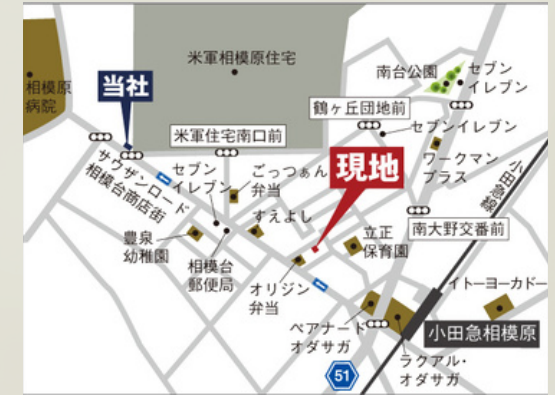 米軍相模原住宅
相模原
病院
当社
南台公園
セブン
イレブン
鶴ヶ丘団地前
セブンイレブン
米軍住宅南口前
サウザンロード
相模台商店街
セブン
イレブン
ごっつぁん
弁当
現地
ワークマン
プラス
小田急線
すえよし
豊泉
幼稚園
相模台
郵便局
立正
保育園
南大野交番前
オリジン
弁当
イトーヨーカドー
ペアナード
オダサガ
小田急相模原
ラクアル・
オダサガ
51